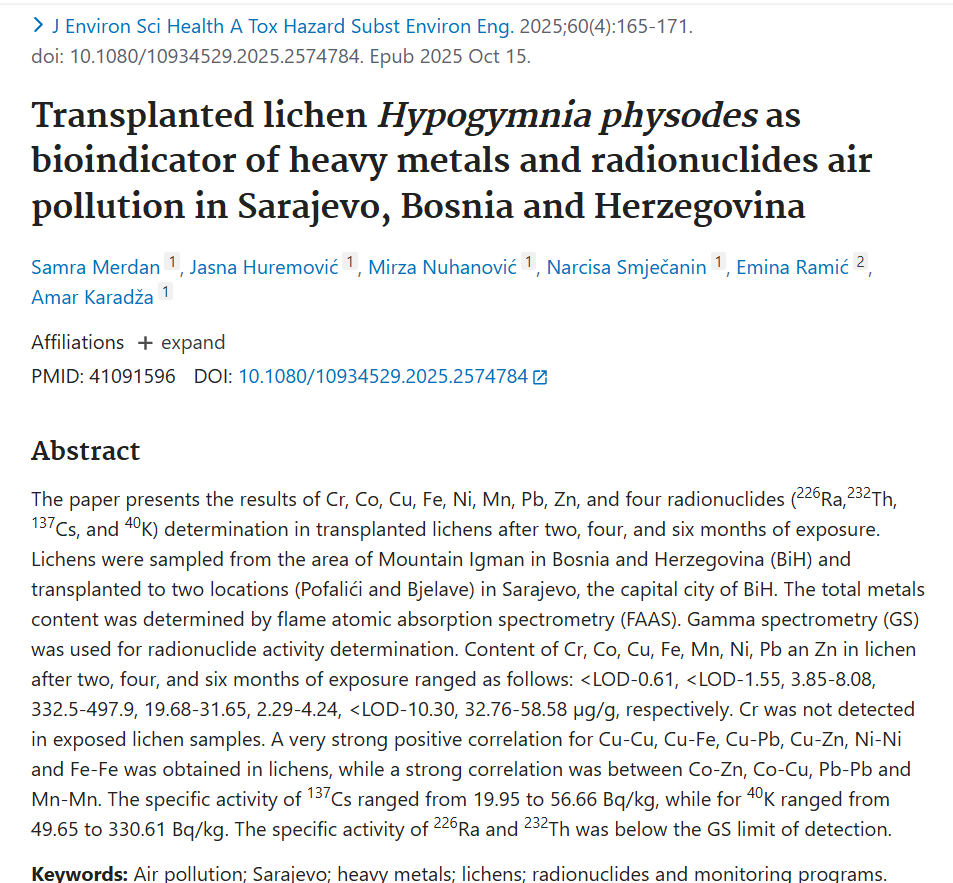 J Environ Sci Health A Tox Hazard Subst Environ Eng. 2025;60(4):165-171.
doi: 10.1080/10934529.2025.2574784. Epub 2025 Oct 15.
Transplanted lichen Hypogymnia physodes as
bioindicator of heavy metals and radionuclides air
pollution in Sarajevo, Bosnia and Herzegovina
Samra Merdan 1, Jasna Huremović 1, Mirza Nuhanović 1, Narcisa Smječanin 1, Emina Ramić 2,
Amar Karadža 1
Affiliations + expand
PMID: 41091596 DOI: 10.1080/10934529.2025.2574784
Abstract
The paper presents the results of Cr, Co, Cu, Fe, Ni, Mn, Pb, Zn, and four radionuclides (226Ra,232Th,
137Cs, and 40K) determination in transplanted lichens after two, four, and six months of exposure.
Lichens were sampled from the area of Mountain Igman in Bosnia and Herzegovina (BiH) and
transplanted to two locations (Pofalići and Bjelave) in Sarajevo, the capital city of BiH. The total metals
content was determined by flame atomic absorption spectrometry (FAAS). Gamma spectrometry (GS)
was used for radionuclide activity determination. Content of Cr, Co, Cu, Fe, Mn, Ni, Pb an Zn in lichen
after two, four, and six months of exposure ranged as follows: <LOD-0.61, <LOD-1.55, 3.85-8.08,
332.5-497.9, 19.68-31.65, 2.29-4.24, <LOD-10.30, 32.76-58.58 µg/g, respectively. Cr was not detected
in exposed lichen samples. A very strong positive correlation for Cu-Cu, Cu-Fe, Cu-Pb, Cu-Zn, Ni-Ni
and Fe-Fe was obtained in lichens, while a strong correlation was between Co-Zn, Co-Cu, Pb-Pb and
Mn-Mn. The specific activity of 137Cs ranged from 19.95 to 56.66 Bq/kg, while for 40K ranged from
49.65 to 330.61 Bq/kg. The specific activity of 226Ra and 232Th was below the GS limit of detection.
Keywords: Air pollution; Sarajevo; heavy metals; lichens; radionuclides and monitoring programs.